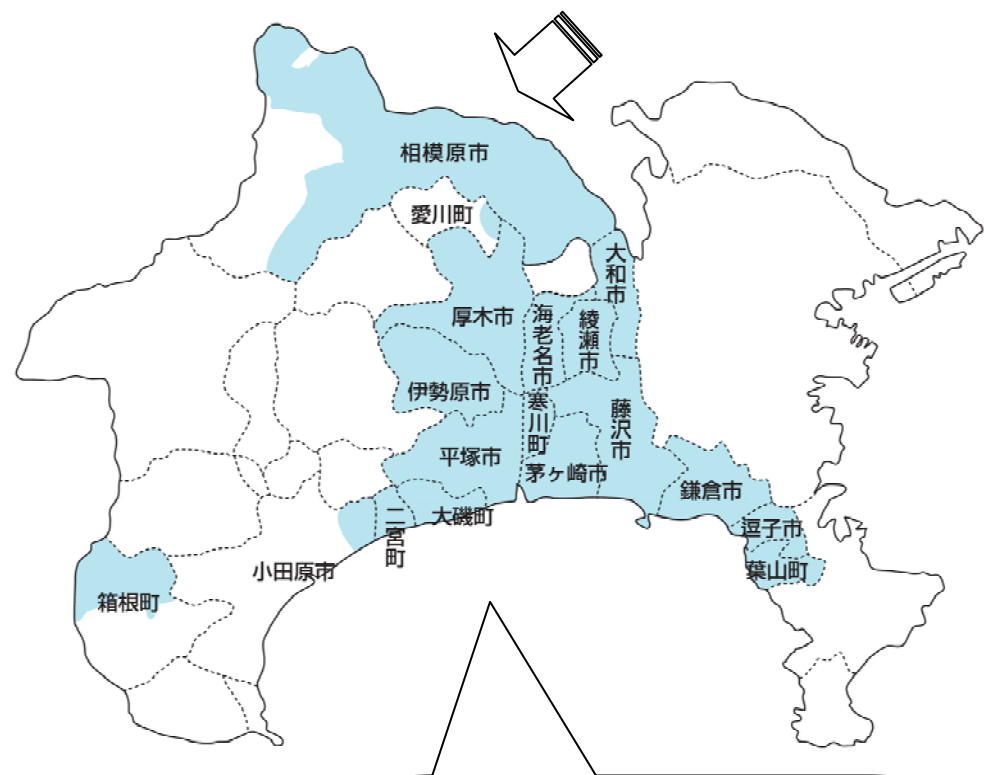 相模原市
愛川町
大和市
厚木市
海老名市
綾瀬市
伊勢原市
寒川町
藤沢市
平塚市
茅ヶ崎市
鎌倉市
二宮町
大磯町
逗子市
小田原市
葉山町
箱根町